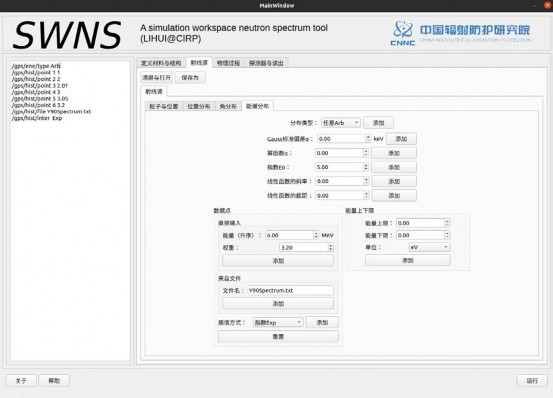 MainWindow
SWNS
A simulation workspace neutron spectrum tool
(LIHUI@CIRP)
CNNC
中国辐射防护研究院
CHINA INSTITUTE FOR RADIATION PROTECTION
/gps/ene/type Arb
/gps/hist/point 1 1
/gps/hist/point 2 2
/gps/hist/point 3 2.01
/gps/hist/point 4 3
/gps/hist/point 5 3.05
/gps/hist/point 6 3.2
/gps/hist/file Y90Spectrum.txt
/gps/hist/inter Exp
定义材料与结构 射线源 物理过程 探测器与读出
清屏与打开 保存为
射线源
粒子与位置 位置分布 角分布 能谱分布
分布类型： 任意Arb 添加
Gauss标准偏差σ： 0.00 keV 添加
幂函数α： 0.00 添加
指数E0： 5.00 添加
线性函数的斜率： 0.00 添加
线性函数的截距： 0.00 添加
数据点
直接输入
能量（升序）： 6.00 MeV
权重： 3.20
添加
来自文件
文件名： Y90Spectrum.txt
添加
插值方式： 指数Exp 添加
重置
能量上下限
能量上限： 0.00
能量下限： 0.00
单位： eV
添加
关于 帮助 运行